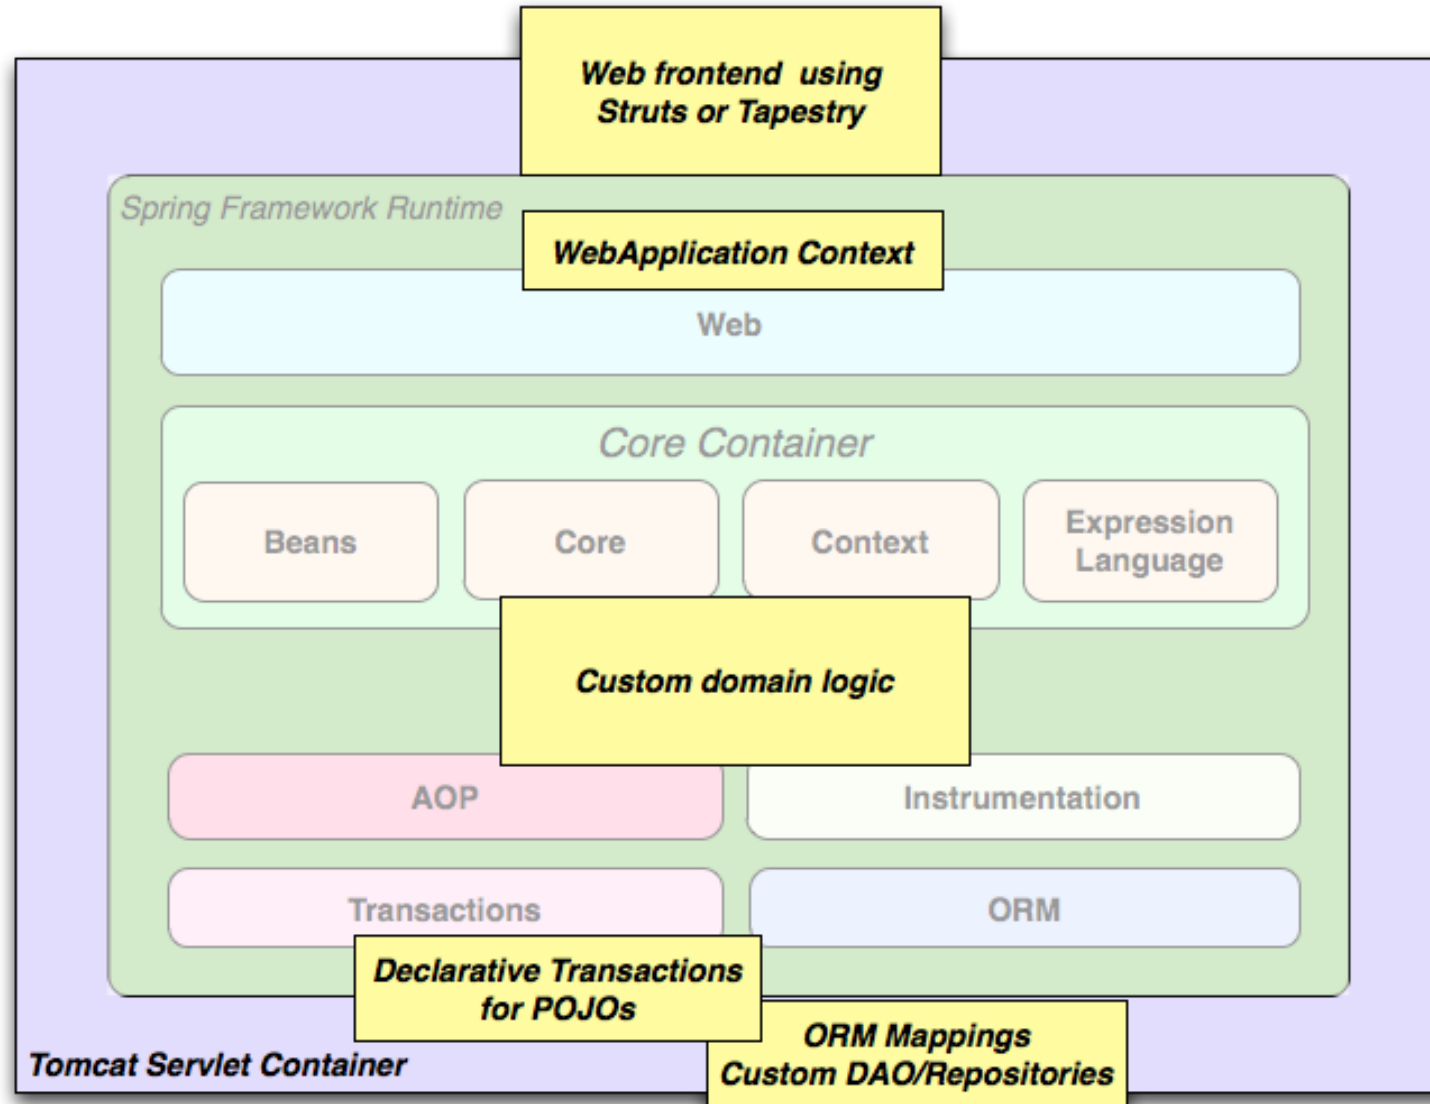 Web frontend using
Struts or Tapestry
Spring Framework Runtime
WebApplication Context
Web
Core Container
Beans
Core
Context
Expression
Language
Custom domain logic
AOP
Instrumentation
Transactions
ORM
Declarative Transactions
for POJOs
ORM Mappings
Custom DAO/Repositories
Tomcat Servlet Container